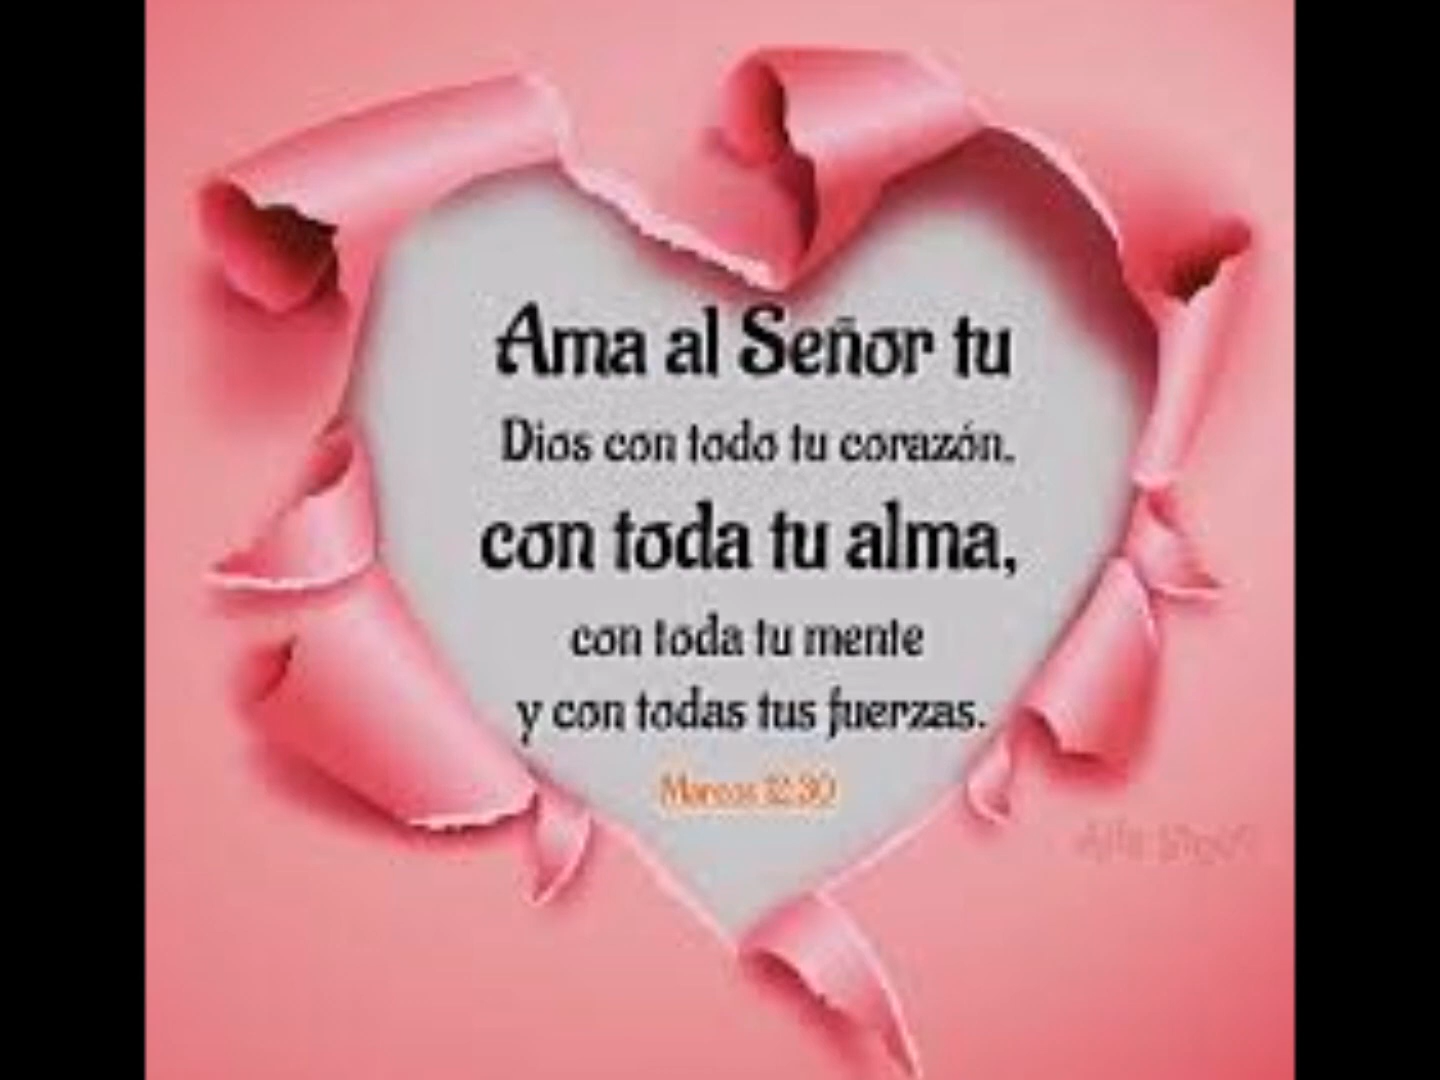 Ama al Señor tu
Dios con todo tu corazón.
con toda tu alma,
con toda tu mente
y con todas tus fuerzas.
Marcos 12:30